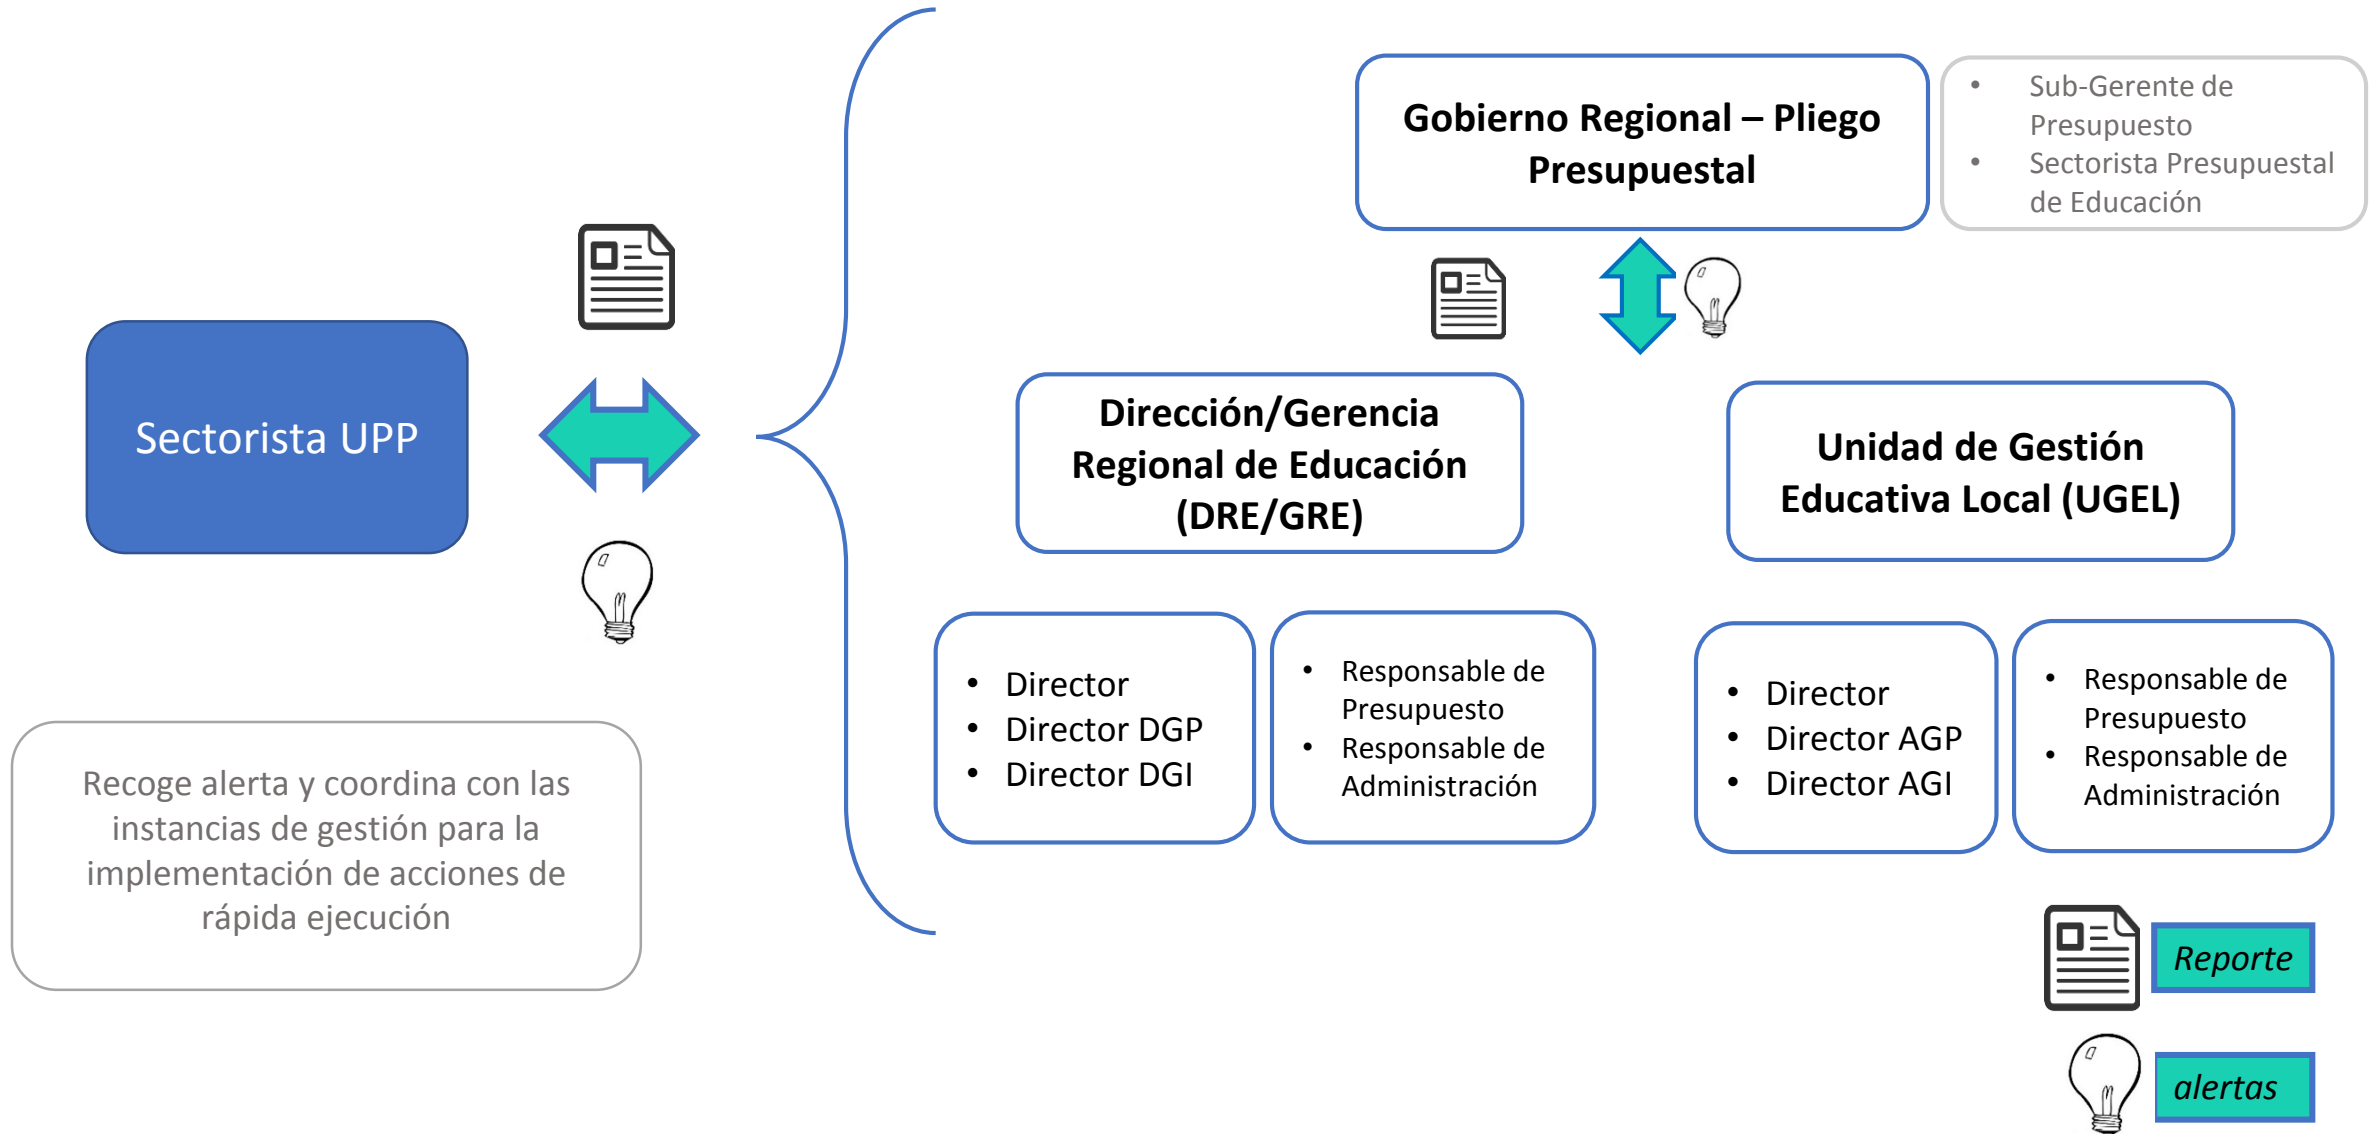 Gobierno Regional – Pliego
Presupuestal
• Sub-Gerente de
Presupuesto
• Sectorista Presupuestal
de Educación
Sectorista UPP
Dirección/Gerencia
Regional de Educación
(DRE/GRE)
Unidad de Gestión
Educativa Local (UGEL)
• Director
• Director DGP
• Director DGI
• Responsable de
Presupuesto
• Responsable de
Administración
• Director
• Director AGP
• Director AGI
• Responsable de
Presupuesto
• Responsable de
Administración
Recoge alerta y coordina con las
instancias de gestión para la
implementación de acciones de
rápida ejecución
Reporte
alertas